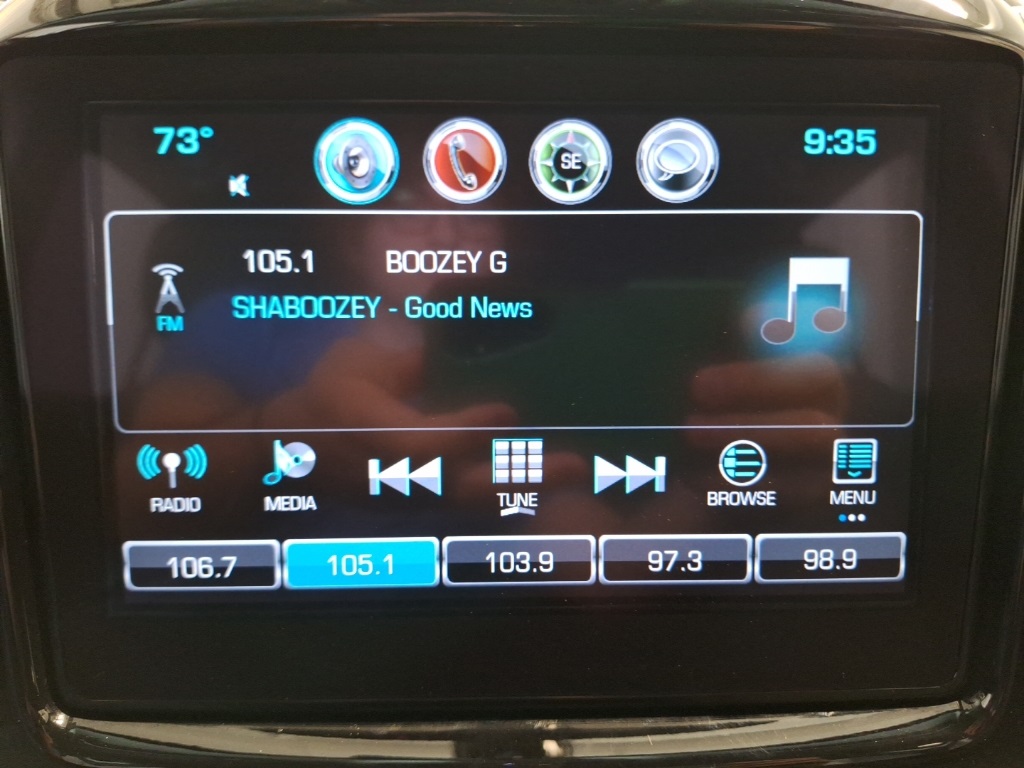 73° SE 9:35
105.1 BOOZEY G
FM SHABOOZEY - Good News
RADIO MEDIA TUNE BROWSE MENU
106.7 105.1 103.9 97.3 98.9